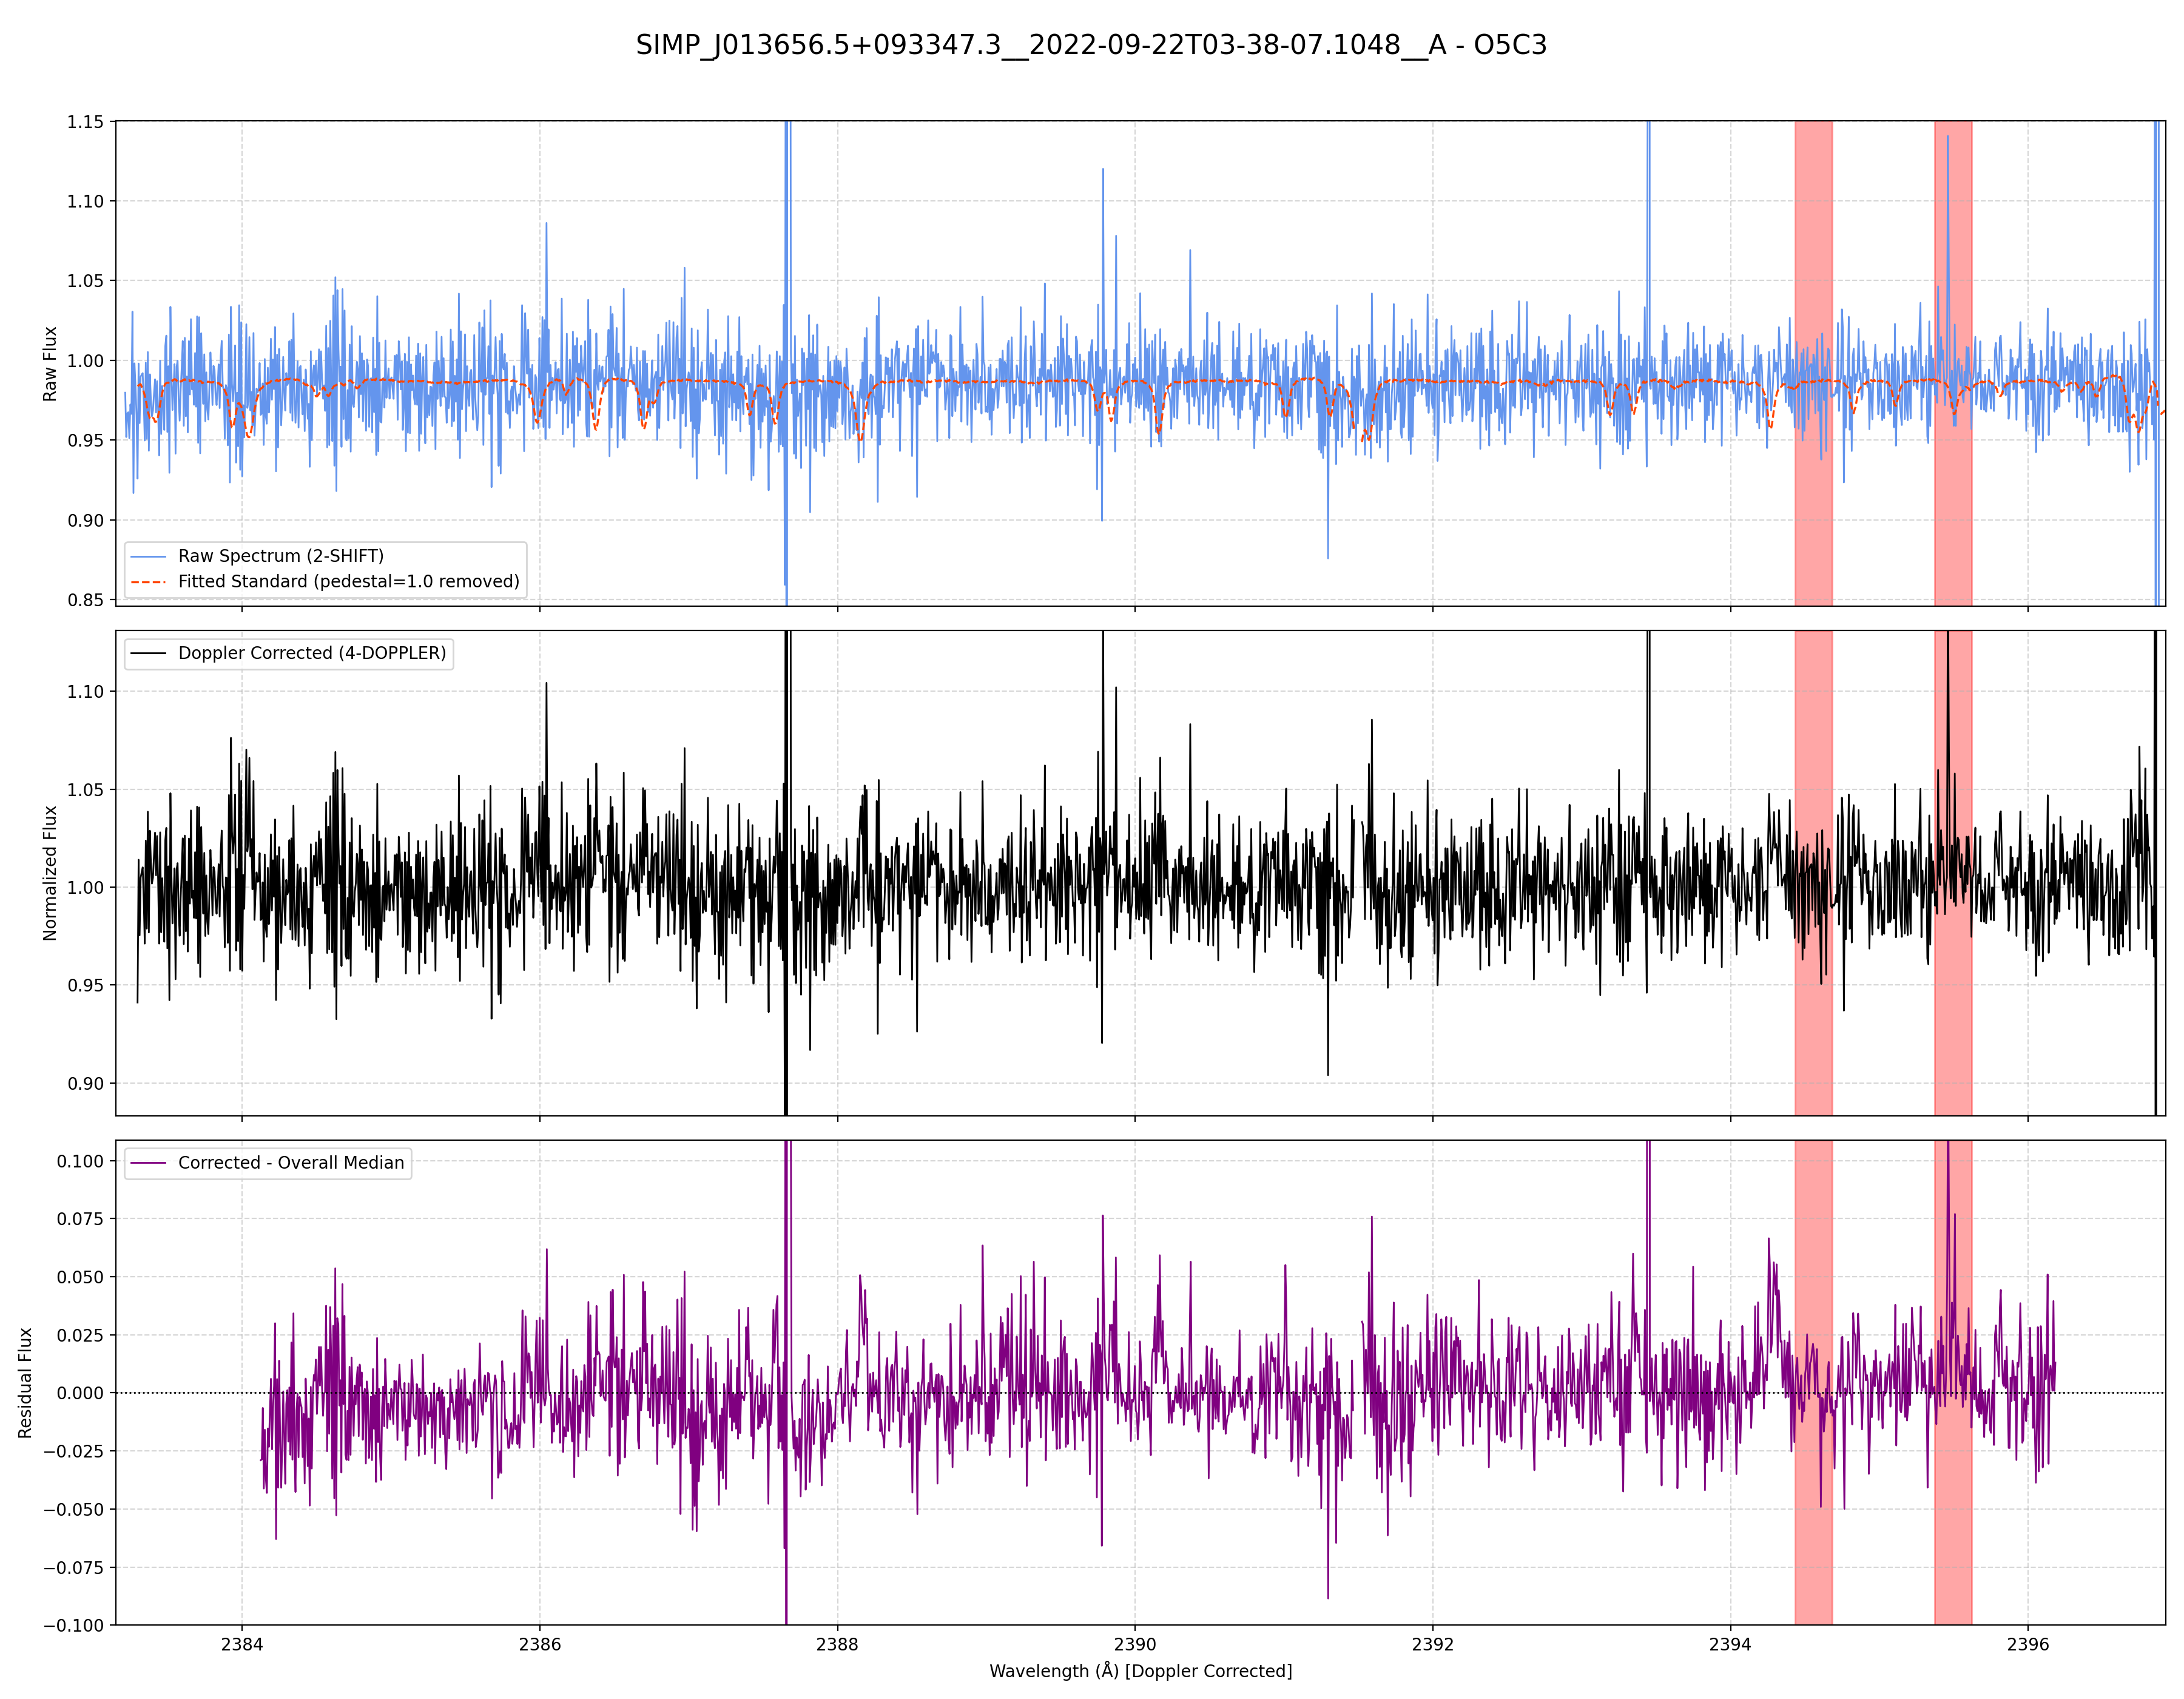 SIMP_J013656.5+093347.3__2022-09-22T03-38-07.1048__A - O5C3
1.15
1.10
1.05
1.00
0.95
0.90
0.85
Raw Flux
Raw Spectrum (2-SHIFT)
Fitted Standard (pedestal=1.0 removed)
Doppler Corrected (4-DOPPLER)
1.10
1.05
1.00
0.95
0.90
Normalized Flux
Corrected - Overall Median
0.100
0.075
0.050
0.025
0.000
−0.025
−0.050
−0.075
−0.100
Residual Flux
2384 2386 2388 2390 2392 2394 2396
Wavelength (Å) [Doppler Corrected]